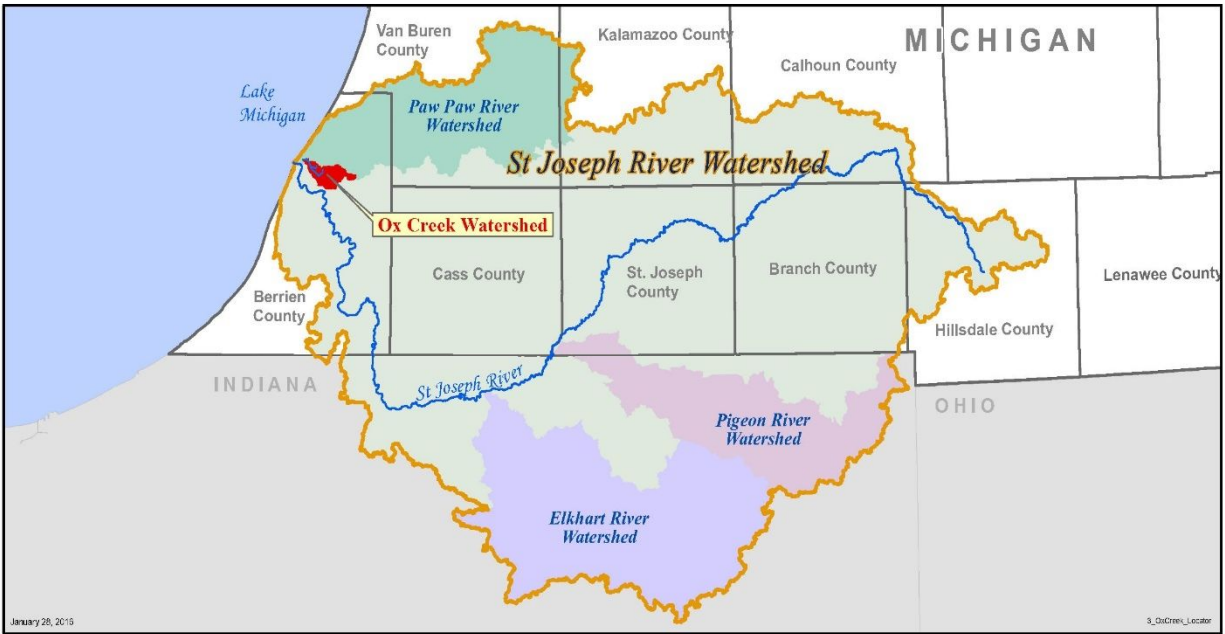 Van Buren
County
Kalamazoo County
MICHIGAN
Calhoun County
Lake
Michigan
Paw Paw River
Watershed
St Joseph River Watershed
Ox Creek Watershed
Cass County
St. Joseph
County
Branch County
Lenawee County
Berrien
County
Hillsdale County
INDIANA
St Joseph River
OHIO
Pigeon River
Watershed
Elkhart River
Watershed
January 28, 2016
3_OxCreek_Locator